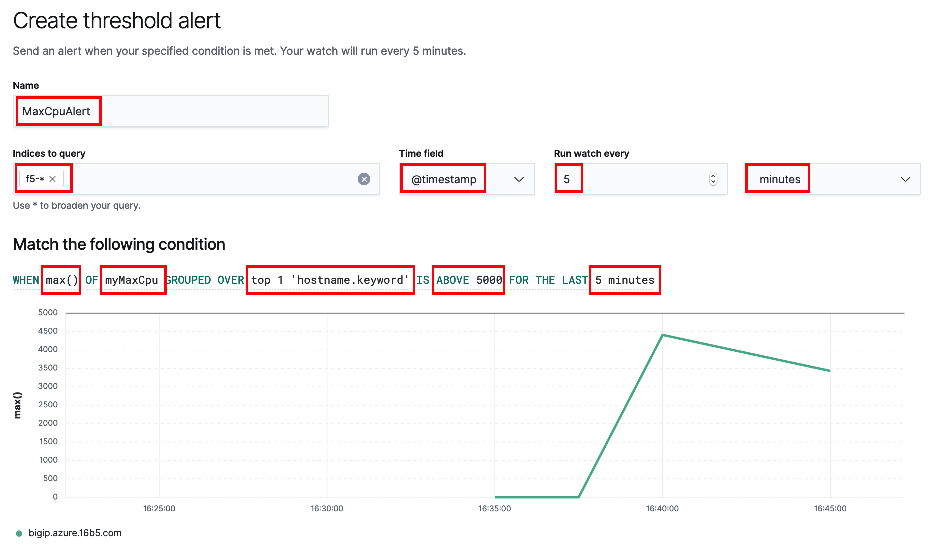 Create threshold alert
Send an alert when your specified condition is met. Your watch will run every 5 minutes.
Name
MaxCpuAlert
Indices to query
Time field
Run watch every
f5-* ×
@timestamp
5
minutes
Use * to broaden your query.
Match the following condition
WHEN max() OF myMaxCpu GROUPED OVER top 1 'hostname.keyword' IS ABOVE 5000 FOR THE LAST 5 minutes
5000
4500
4000
3500
3000
2500
2000
1500
1000
500
0
max()
16:25:00
16:30:00
16:35:00
16:40:00
16:45:00
bigip.azure.16b5.com